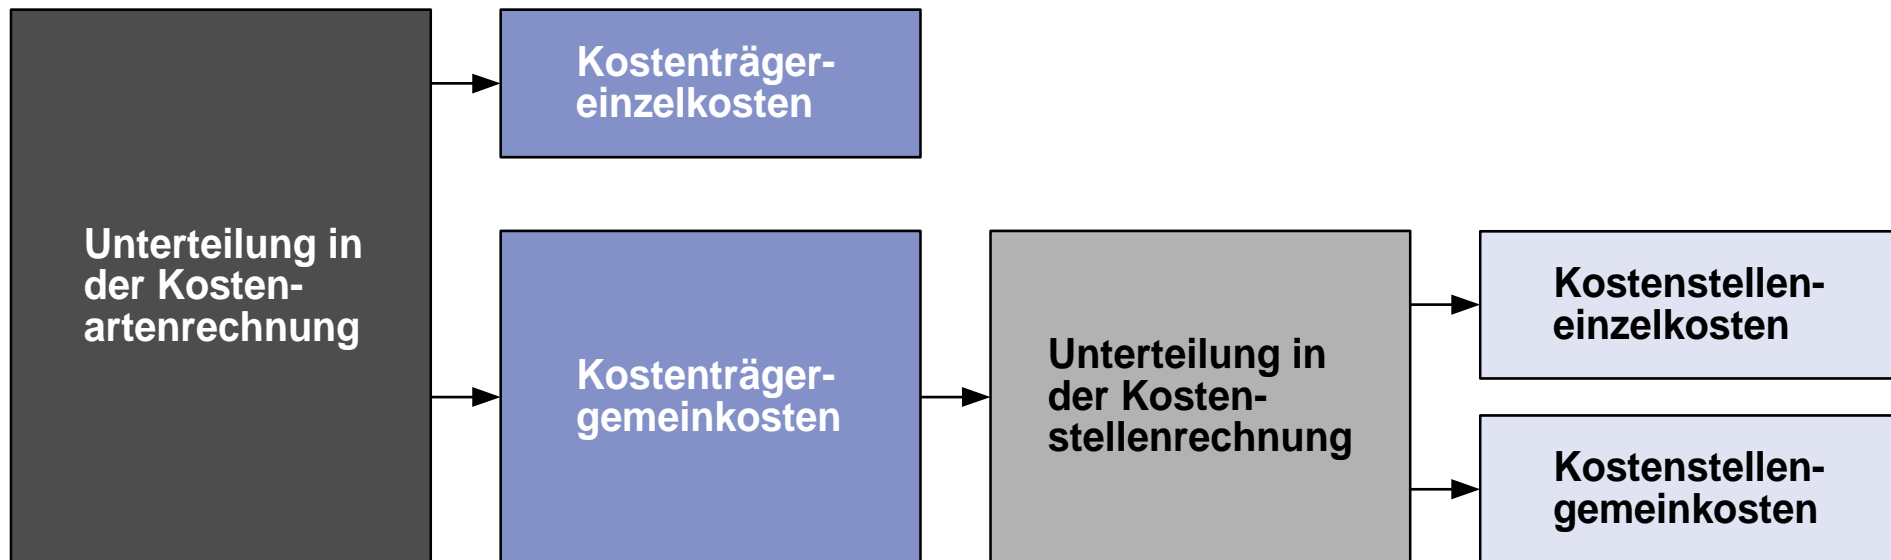 Kostenträger-
einzelkosten
Unterteilung in
der Kosten-
artenrechnung
Kostenträger-
gemeinkosten
Unterteilung in
der Kosten-
stellenrechnung
Kostenstellen-
einzelkosten
Kostenstellen-
gemeinkosten